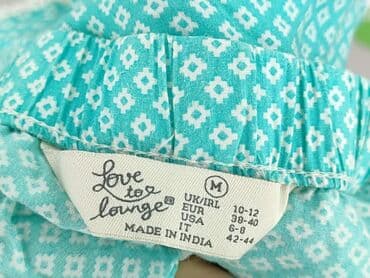 Love
to
lounge®
M
UK/IRL 10-12
EUR 38-40
USA 6-8
IT 42-44
MADE IN INDIA